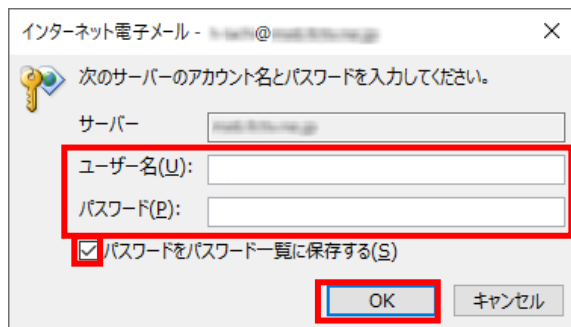 インターネット電子メール - @
次のサーバーのアカウント名とパスワードを入力してください。
サーバー
ユーザー名(U):
パスワード(P):
パスワードをパスワード一覧に保存する(S)
OK キャンセル